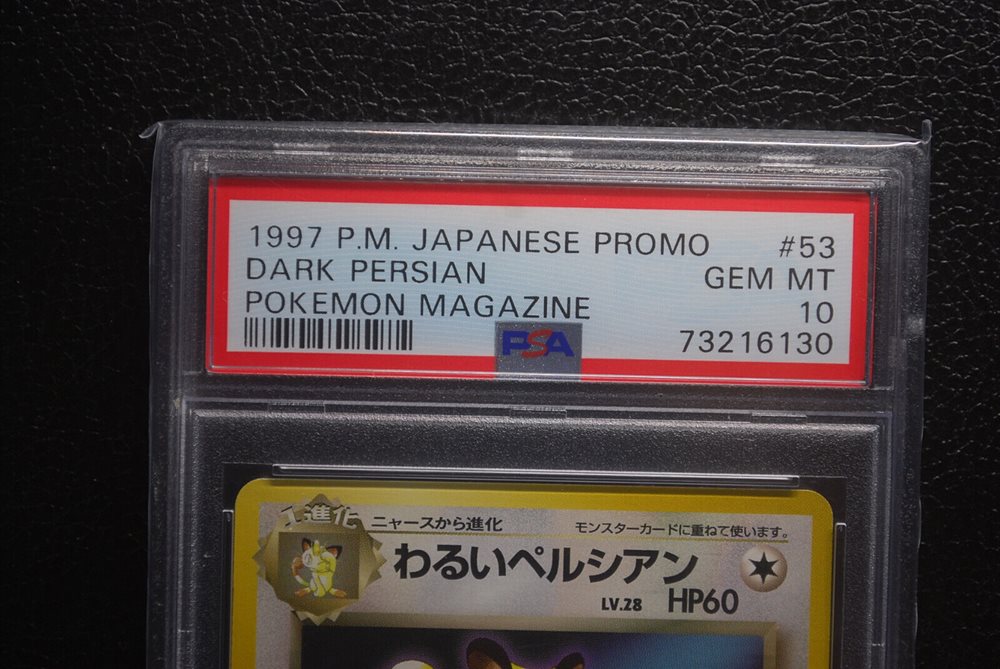 1997 P.M. JAPANESE PROMO #53
DARK PERSIAN GEM MT
POKEMON MAGAZINE 10
PSA 73216130
1進化 ニャースから進化 モンスターカードに重ねて使います。
わるいペルシアン
LV.28 HP60